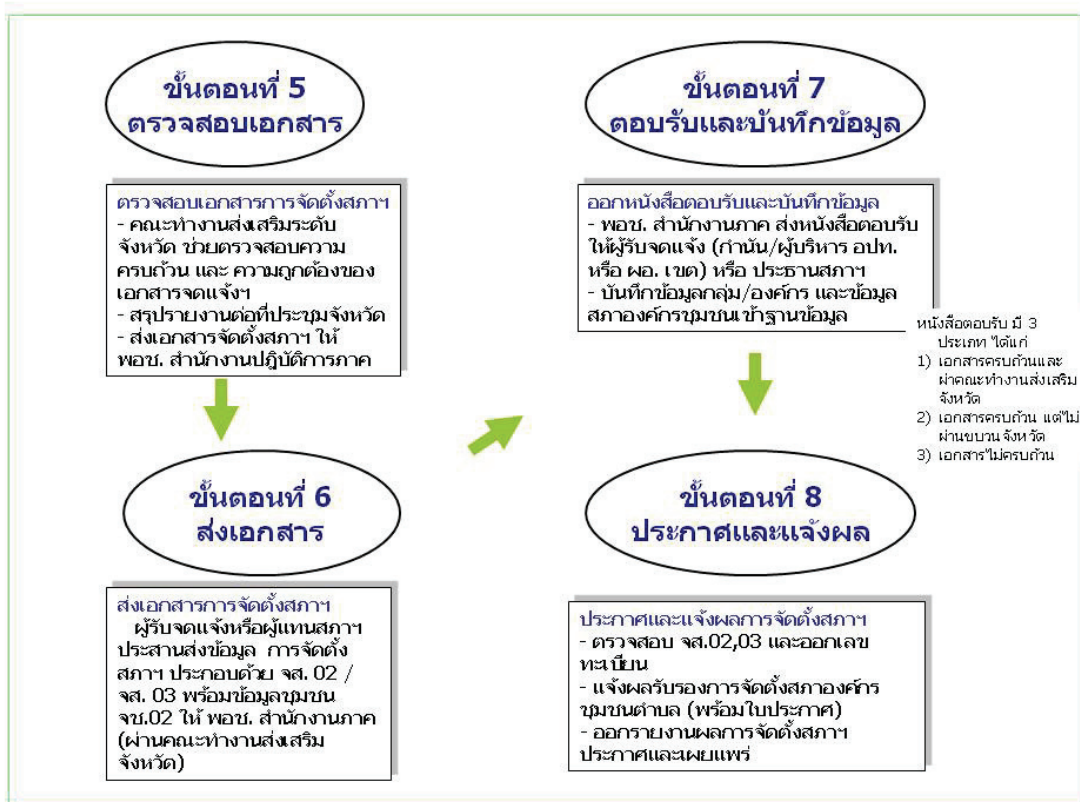 ขั้นตอนที่ 5
ตรวจสอบเอกสาร
ตรวจสอบเอกสารการจัดตั้งสภาฯ
- คณะทำงานส่งเสริมระดับ
จังหวัด ช่วยตรวจสอบความ
ครบถ้วน และ ความถูกต้องของ
เอกสารจดแจ้งฯ
- สรุปรายงานต่อที่ประชุมจังหวัด
- ส่งเอกสารจัดตั้งสภาฯ ให้
พอช. สำนักงานปฏิบัติการภาค
ขั้นตอนที่ 6
ส่งเอกสาร
ส่งเอกสารการจัดตั้งสภาฯ
ผู้รับจดแจ้งหรือผู้แทนสภาฯ
ประสานส่งข้อมูล การจัดตั้ง
สภาฯ ประกอบด้วย จส. 02 /
จส. 03 พร้อมข้อมูลชุมชน
จช.02 ให้ พอช. สำนักงานภาค
(ผ่านคณะทำงานส่งเสริม
จังหวัด)
ขั้นตอนที่ 7
ตอบรับและบันทึกข้อมูล
ออกหนังสือตอบรับและบันทึกข้อมูล
- พอช. สำนักงานภาค ส่งหนังสือตอบรับ
ให้ผู้รับจดแจ้ง (กำนัน/ผู้บริหาร อปท.
หรือ ผอ. เขต) หรือ ประธานสภาฯ
- บันทึกข้อมูลกลุ่ม/องค์กร และข้อมูล
สภาองค์กรชุมชนเข้าฐานข้อมูล
หนังสือตอบรับ มี 3
ประเภท ได้แก่
1) เอกสารครบถ้วนและ
ผ่าคณะทำงานส่งเสริม
จังหวัด
2) เอกสารครบถ้วน แต่ไม่
ผ่านขบวนจังหวัด
3) เอกสารไม่ครบถ้วน
ขั้นตอนที่ 8
ประกาศและแจ้งผล
ประกาศและแจ้งผลการจัดตั้งสภาฯ
- ตรวจสอบ จส.02,03 และออกเลข
ทะเบียน
- แจ้งผลรับรองการจัดตั้งสภาองค์กร
ชุมชนตำบล (พร้อมใบประกาศ)
- ออกรายงานผลการจัดตั้งสภาฯ
ประกาศและเผยแพร่